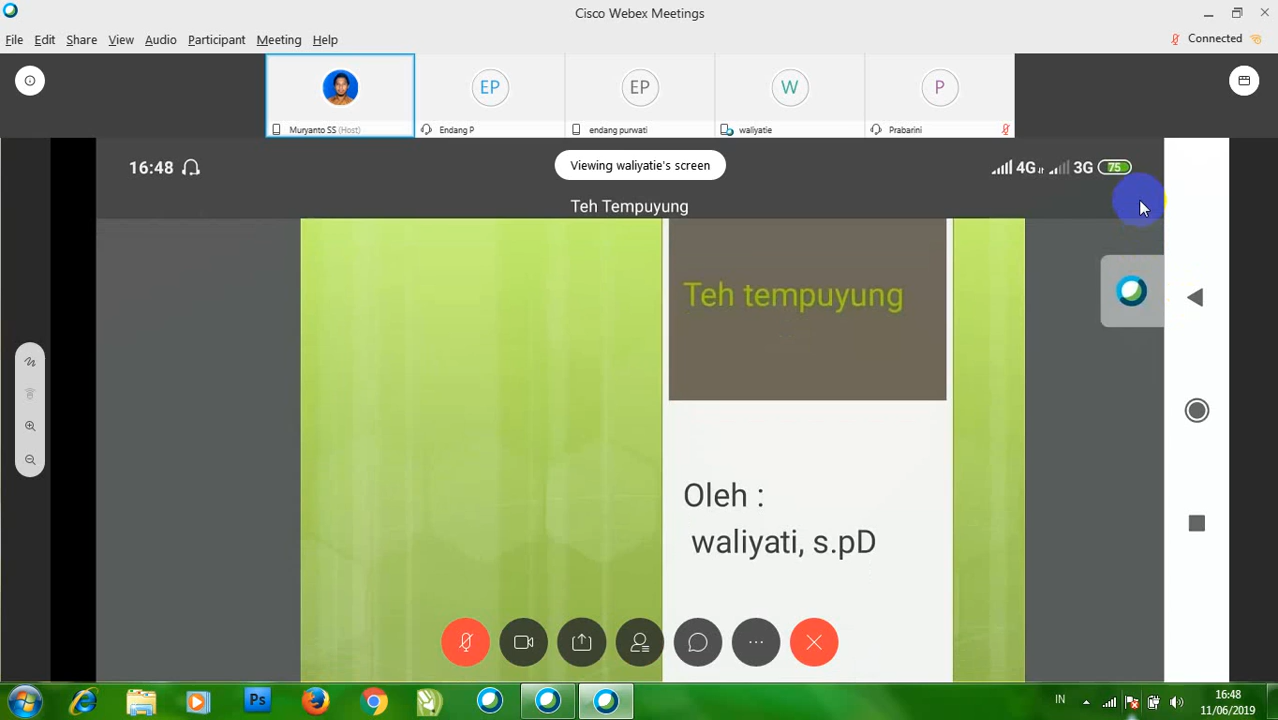 Cisco Webex Meetings
File Edit Share View Audio Participant Meeting Help
Connected
EP EP W P
Muryanto SS (Host) Endang P endang purwati waliyatie Prabarini
16:48 Viewing waliyatie's screen 4G 3G 75
Teh Tempuyung
Teh tempuyung
Oleh :
waliyati, s.pD
Ps
IN 16:48
11/06/2019